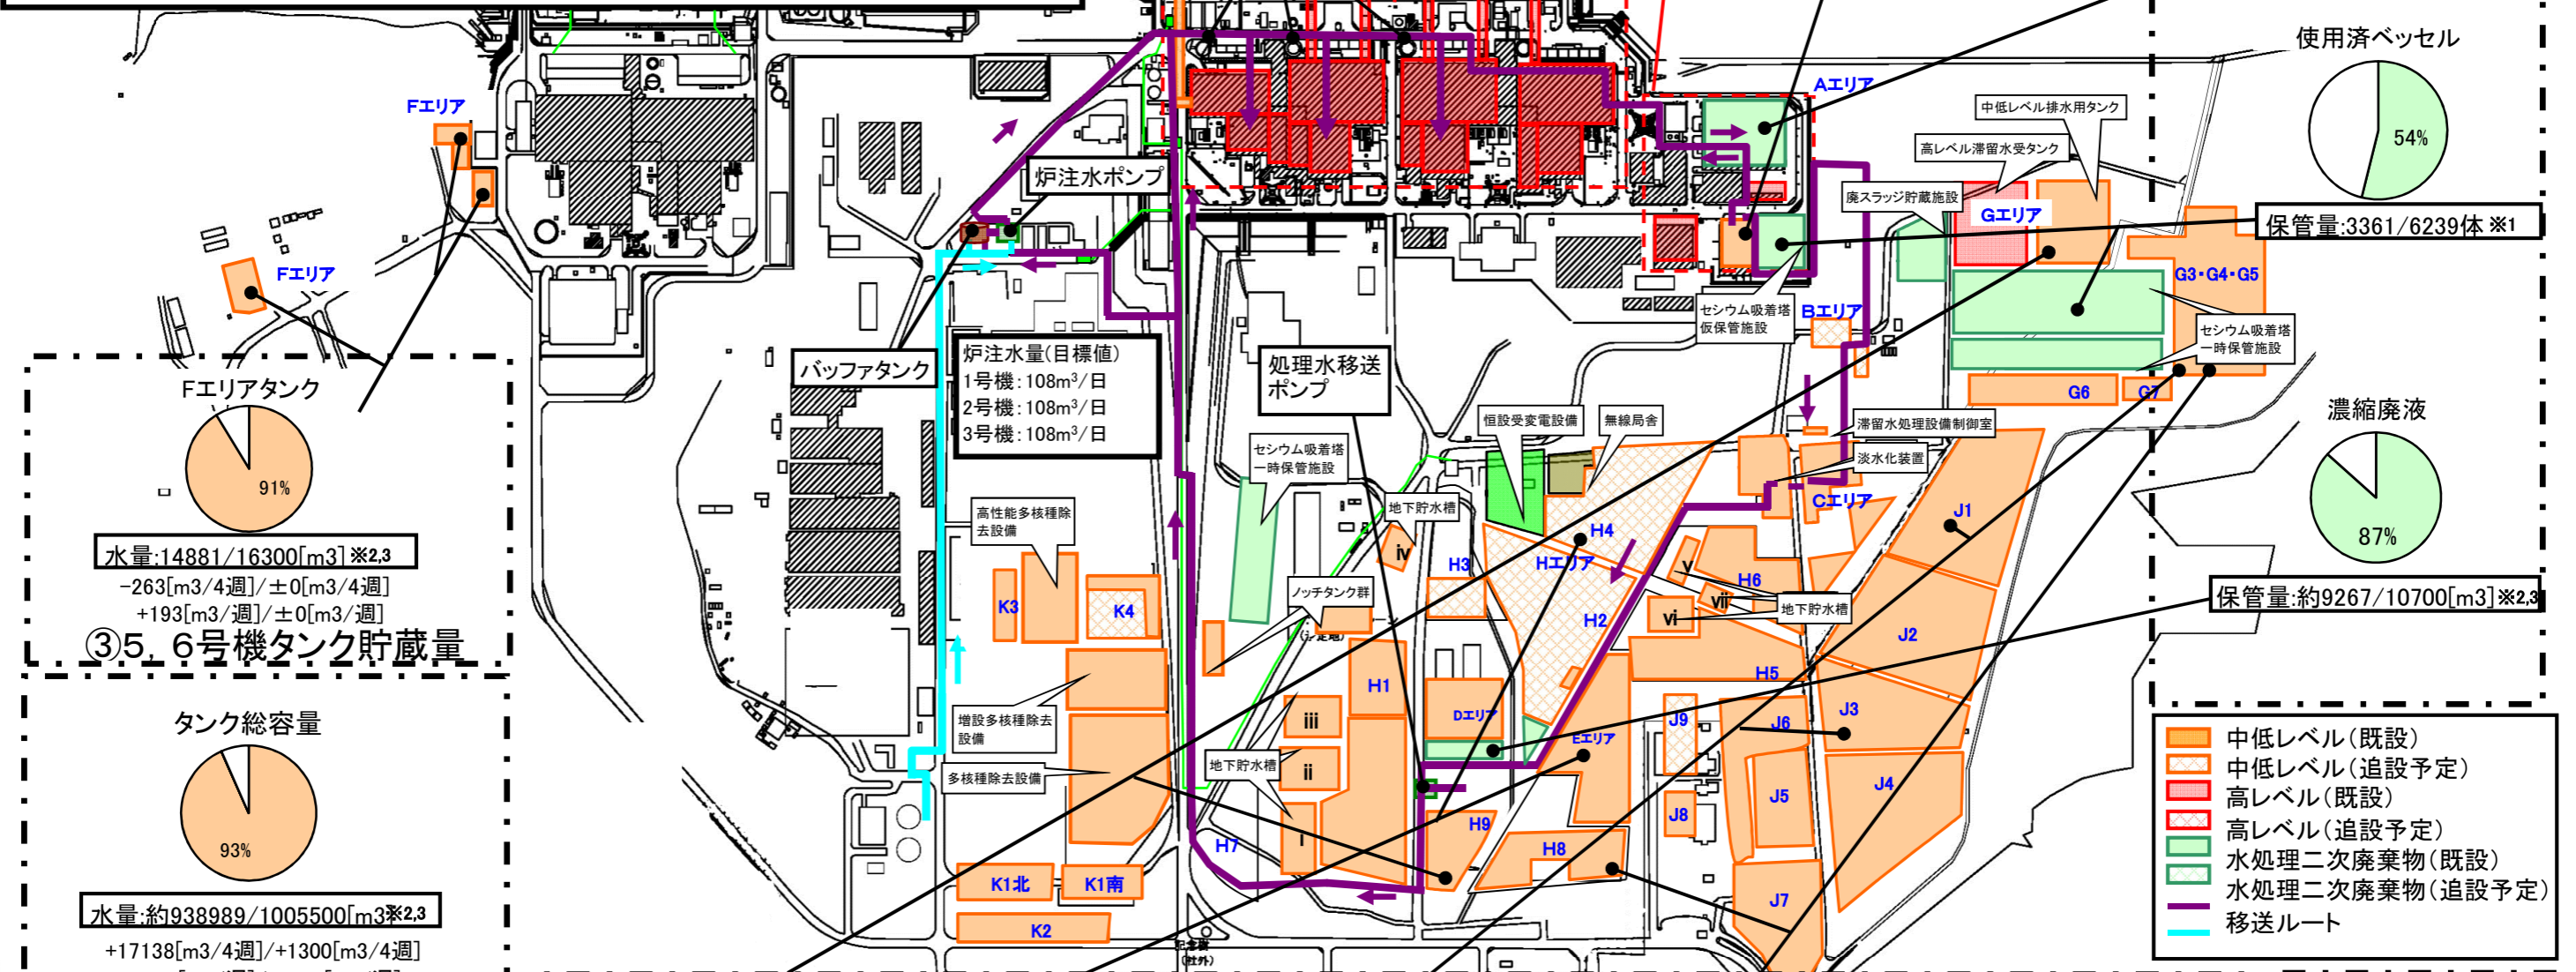 使用済ベッセル
54%
保管量:3361/6239体 ※1
Aエリア
中低レベル排水用タンク
高レベル滞留水受タンク
廃スラッジ貯蔵施設
Gエリア
G3・G4・G5
Fエリア
Fエリア
炉注水ポンプ
セシウム吸着塔
仮保管施設
Bエリア
セシウム吸着塔
一時保管施設
G6
G7
バッファタンク
炉注水量(目標値)
1号機:108m³/日
2号機:108m³/日
3号機:108m³/日
処理水移送
ポンプ
恒設受変電設備
無線局舎
滞留水処理設備制御室
淡水化装置
Cエリア
濃縮廃液
87%
保管量:約9267/10700[m3]※2,3
Fエリアタンク
91%
水量:14881/16300[m3]※2,3
-263[m3/4週]/±0[m3/4週]
+193[m3/週]/±0[m3/週]
③5, 6号機タンク貯蔵量
高性能多核種除
去設備
セシウム吸着塔
一時保管施設
地下貯水槽
iv
H3
H4
Hエリア
H2
v
H6
vii
vi
地下貯水槽
J1
J2
K3
K4
ノッチタンク群
H1
H5
Dエリア
Eエリア
J9
J6
J3
J5
J4
J8
J7
増設多核種除去
設備
多核種除去設備
地下貯水槽
iii
ii
i
H7
H9
H8
K1北
K1南
K2
記念樹
(社外)
タンク総容量
93%
水量:約938989/1005500[m3※2,3
+17138[m3/4週]/+1300[m3/4週]
中低レベル(既設)
中低レベル(追設予定)
高レベル(既設)
高レベル(追設予定)
水処理二次廃棄物(既設)
水処理二次廃棄物(追設予定)
移送ルート